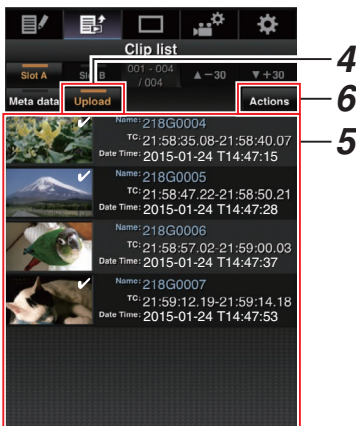 Clip list
4
Slot A Slot B 001 - 004 / 004 ▲−30 ▼+30
Meta data Upload Actions
6
5
Name: 218G0004
TC: 21:58:35.08-21:58:40.07
Date Time: 2015-01-24 T14:47:15
Name: 218G0005
TC: 21:58:47.22-21:58:50.21
Date Time: 2015-01-24 T14:47:28
Name: 218G0006
TC: 21:58:57.02-21:59:00.03
Date Time: 2015-01-24 T14:47:37
Name: 218G0007
TC: 21:59:12.19-21:59:14.18
Date Time: 2015-01-24 T14:47:53